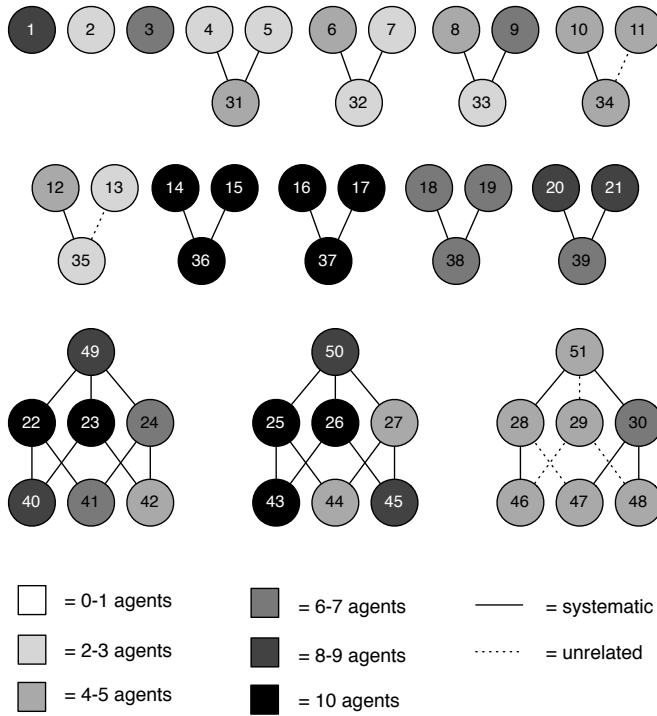 1 2 3 4 5 6 7 8 9 10 11
31 32 33 34
12 13 14 15 16 17 18 19 20 21
35 36 37 38 39
49 50 51
22 23 24 25 26 27 28 29 30
40 41 42 43 44 45 46 47 48
= 0-1 agents = 6-7 agents = systematic
= 2-3 agents = 8-9 agents = unrelated
= 4-5 agents = 10 agents